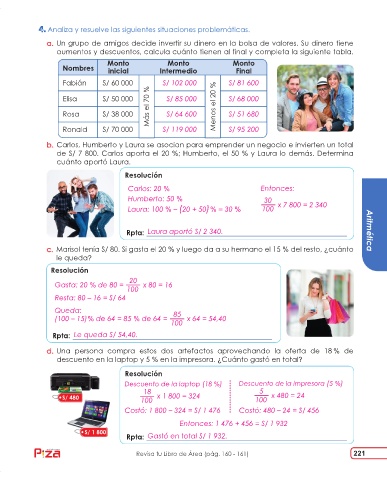 4. Analiza y resuelve las siguientes situaciones problemáticas.
a. Un grupo de amigos decide invertir su dinero en la bolsa de valores. Su dinero tiene
aumentos y descuentos, calcula cuánto tienen al final y completa la siguiente tabla.
Nombres Monto inicial Monto Intermedio Monto Final
Fabián S/ 60 000 S/ 102 000 S/ 81 600
Elisa S/ 50 000 S/ 85 000 S/ 68 000
Rosa S/ 38 000 S/ 64 600 S/ 51 680
Ronald S/ 70 000 S/ 119 000 S/ 95 200
Más el 70 %
Menos el 20 %
b. Carlos, Humberto y Laura se asocian para emprender un negocio e invierten un total
de S/ 7 800. Carlos aporta el 20 %; Humberto, el 50 % y Laura lo demás. Determina
cuánto aportó Laura.
Resolución
Carlos: 20 % Entonces:
Humberto: 50 %
Laura: 100 % – (20 + 50) % = 30 % 30/100 x 7 800 = 2 340
Rpta: Laura aportó S/ 2 340.
c. Marisol tenía S/ 80. Si gasta el 20 % y luego da a su hermano el 15 % del resto, ¿cuánto
le queda?
Resolución
Gasta: 20 % de 80 = 20/100 x 80 = 16
Resta: 80 – 16 = S/ 64
Queda:
(100 – 15) % de 64 = 85 % de 64 = 85/100 x 64 = 54.40
Rpta: Le queda S/ 54.40.
d. Una persona compra estos dos artefactos aprovechando la oferta de 18 % de
descuento en la laptop y 5 % en la impresora. ¿Cuánto gastó en total?
Resolución
Descuento de la laptop (18 %) Descuento de la impresora (5 %)
18/100 x 1 800 = 324 5/100 x 480 = 24
Costó: 1 800 – 324 = S/ 1 476 Costó: 480 – 24 = S/ 456
Entonces: 1 476 + 456 = S/ 1 932
Rpta: Gastó en total S/ 1 932.
S/ 480
S/ 1 800
Aritmética
Pizza
Revisa tu Libro de Área (pág. 160 - 161) 221